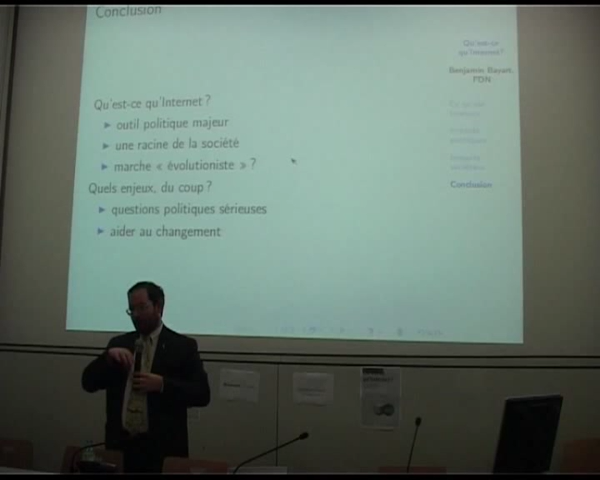 Conclusion
Qu'est-ce qu'Internet ?
► outil politique majeur
► une racine de la société
► marche « évolutioniste » ?
Quels enjeux, du coup ?
► questions politiques sérieuses
► aider au changement
Qu'est-ce
qu'Internet?
Benjamin Bayart,
FDN
Conclusion